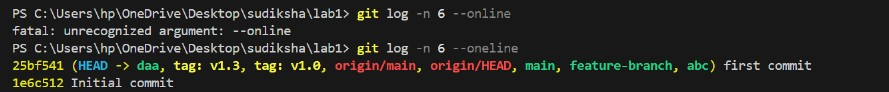 PS C:\Users\hp\OneDrive\Desktop\sudiksha\lab1> git log -n 6 --online
fatal: unrecognized argument: --online
PS C:\Users\hp\OneDrive\Desktop\sudiksha\lab1> git log -n 6 --oneline
25bf541 (HEAD -> daa, tag: v1.3, tag: v1.0, origin/main, origin/HEAD, main, feature-branch, abc) first commit
1e6c512 Initial commit